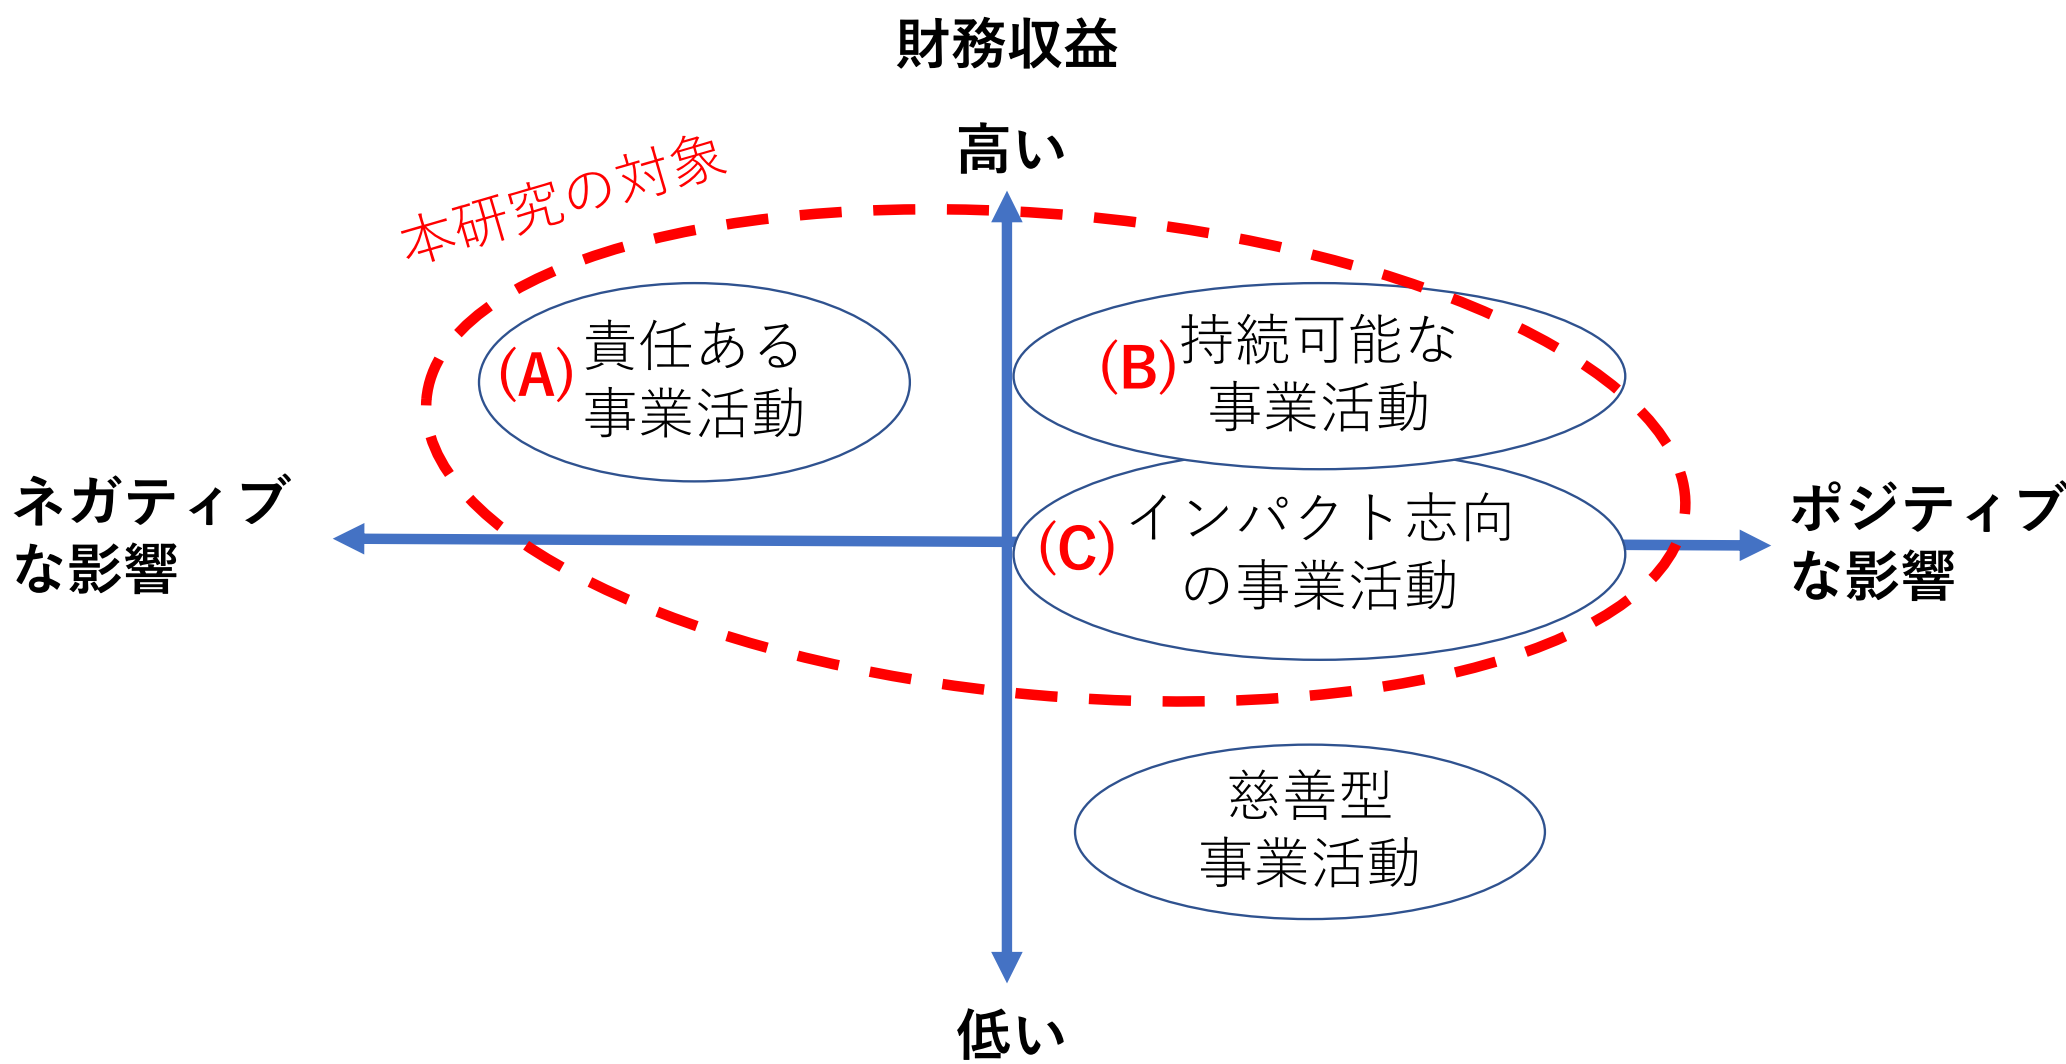 財務収益
高い
本研究の対象
(A)
責任ある
事業活動
(B)
持続可能な
事業活動
ネガティブ
な影響
(C)
インパクト志向
の事業活動
ポジティブ
な影響
慈善型
事業活動
低い